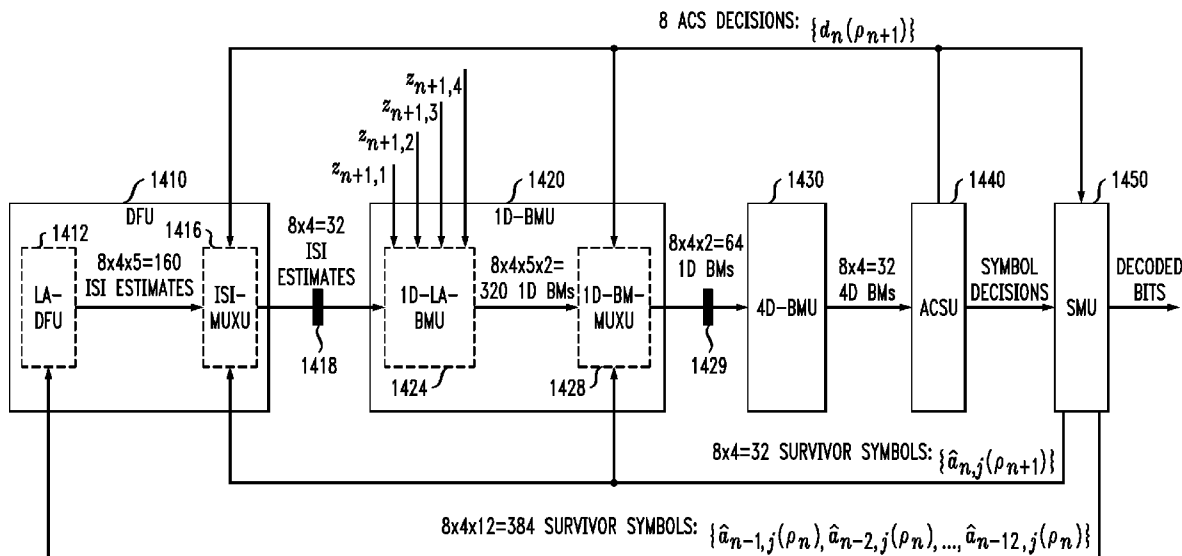 8 ACS DECISIONS: {d_n(ρ_{n+1})}
z_{n+1,4}
z_{n+1,3}
z_{n+1,2}
z_{n+1,1}
1410
DFU
1412
1416
LA-
DFU
8x4x5=160
ISI ESTIMATES
ISI-
MUXU
8x4=32
ISI
ESTIMATES
1418
1420
1D-BMU
1D-LA-
BMU
1424
8x4x5x2=
320 1D BMs
1D-BM-
MUXU
1428
8x4x2=64
1D BMs
1429
1430
4D-BMU
8x4=32
4D BMs
1440
ACSU
SYMBOL
DECISIONS
1450
SMU
DECODED
BITS
8x4=32 SURVIVOR SYMBOLS: {â_{n,j}(ρ_{n+1})}
8x4x12=384 SURVIVOR SYMBOLS: {â_{n-1,j}(ρ_n), â_{n-2,j}(ρ_n), ..., â_{n-12,j}(ρ_n)}